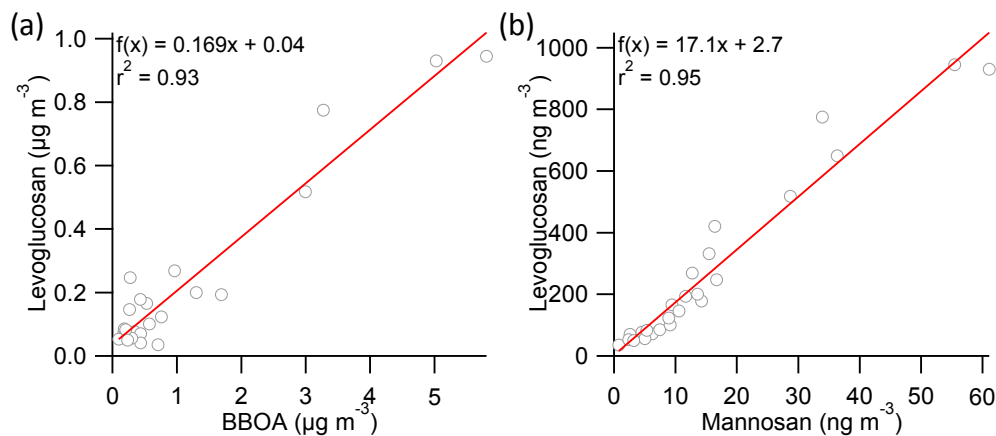 (a)
f(x) = 0.169x + 0.04
r² = 0.93
Levoglucosan (µg m⁻³)
1.0
0.8
0.6
0.4
0.2
0.0
0 1 2 3 4 5
BBOA (µg m⁻³)
(b)
f(x) = 17.1x + 2.7
r² = 0.95
Levoglucosan (ng m⁻³)
1000
800
600
400
200
0
0 10 20 30 40 50 60
Mannosan (ng m⁻³)